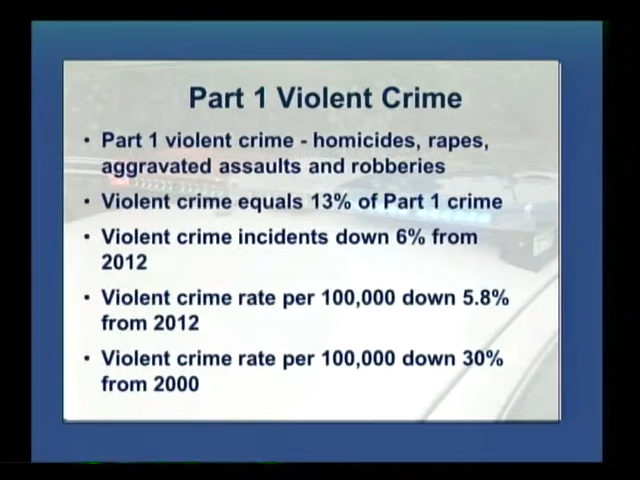 Part 1 Violent Crime
• Part 1 violent crime - homicides, rapes,
aggravated assaults and robberies
• Violent crime equals 13% of Part 1 crime
• Violent crime incidents down 6% from
2012
• Violent crime rate per 100,000 down 5.8%
from 2012
• Violent crime rate per 100,000 down 30%
from 2000